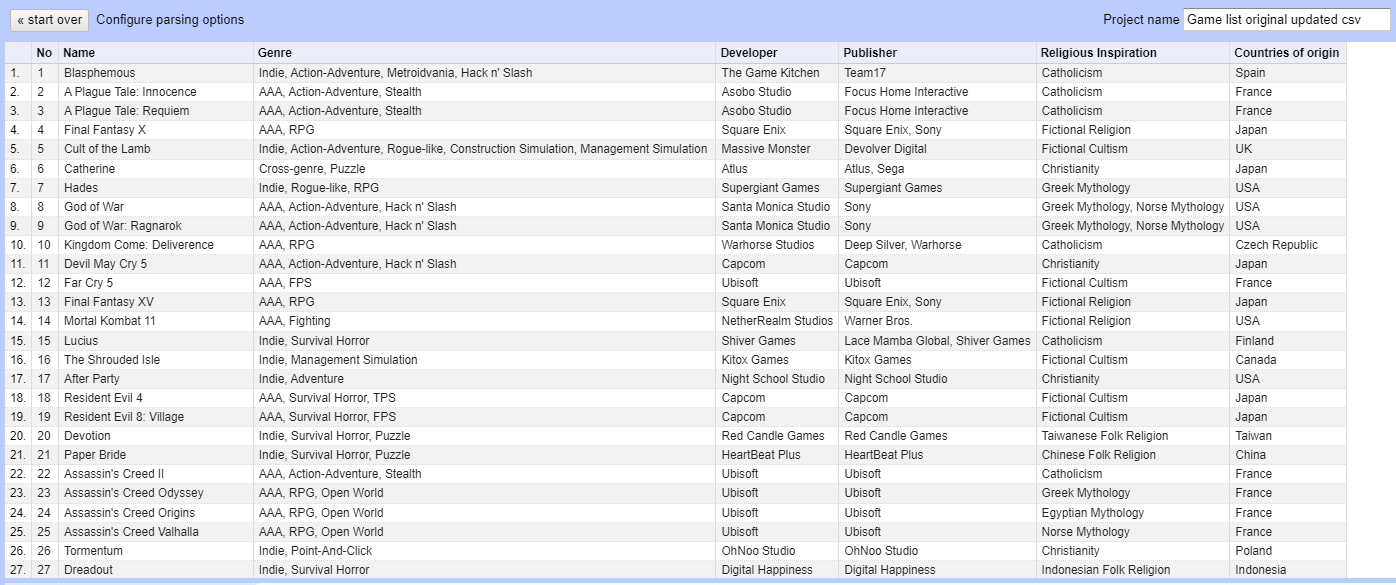 « start over Configure parsing options Project name Game list original updated csv
No Name Genre Developer Publisher Religious Inspiration Countries of origin
1. 1 Blasphemous Indie, Action-Adventure, Metroidvania, Hack n' Slash The Game Kitchen Team17 Catholicism Spain
2. 2 A Plague Tale: Innocence AAA, Action-Adventure, Stealth Asobo Studio Focus Home Interactive Catholicism France
3. 3 A Plague Tale: Requiem AAA, Action-Adventure, Stealth Asobo Studio Focus Home Interactive Catholicism France
4. 4 Final Fantasy X AAA, RPG Square Enix Square Enix, Sony Fictional Religion Japan
5. 5 Cult of the Lamb Indie, Action-Adventure, Rogue-like, Construction Simulation, Management Simulation Massive Monster Devolver Digital Fictional Cultism UK
6. 6 Catherine Cross-genre, Puzzle Atlus Atlus, Sega Christianity Japan
7. 7 Hades Indie, Rogue-like, RPG Supergiant Games Supergiant Games Greek Mythology USA
8. 8 God of War AAA, Action-Adventure, Hack n' Slash Santa Monica Studio Sony Greek Mythology, Norse Mythology USA
9. 9 God of War: Ragnarok AAA, Action-Adventure, Hack n' Slash Santa Monica Studio Sony Greek Mythology, Norse Mythology USA
10. 10 Kingdom Come: Deliverence AAA, RPG Warhorse Studios Deep Silver, Warhorse Catholicism Czech Republic
11. 11 Devil May Cry 5 AAA, Action-Adventure, Hack n' Slash Capcom Capcom Christianity Japan
12. 12 Far Cry 5 AAA, FPS Ubisoft Ubisoft Fictional Cultism France
13. 13 Final Fantasy XV AAA, RPG Square Enix Square Enix, Sony Fictional Religion Japan
14. 14 Mortal Kombat 11 AAA, Fighting NetherRealm Studios Warner Bros. Fictional Religion USA
15. 15 Lucius Indie, Survival Horror Shiver Games Lace Mamba Global, Shiver Games Catholicism Finland
16. 16 The Shrouded Isle Indie, Management Simulation Kitox Games Kitox Games Fictional Cultism Canada
17. 17 After Party Indie, Adventure Night School Studio Night School Studio Christianity USA
18. 18 Resident Evil 4 AAA, Survival Horror, TPS Capcom Capcom Fictional Cultism Japan
19. 19 Resident Evil 8: Village AAA, Survival Horror, FPS Capcom Capcom Fictional Cultism Japan
20. 20 Devotion Indie, Survival Horror, Puzzle Red Candle Games Red Candle Games Taiwanese Folk Religion Taiwan
21. 21 Paper Bride Indie, Survival Horror, Puzzle HeartBeat Plus HeartBeat Plus Chinese Folk Religion China
22. 22 Assassin's Creed II AAA, Action-Adventure, Stealth Ubisoft Ubisoft Catholicism France
23. 23 Assassin's Creed Odyssey AAA, RPG, Open World Ubisoft Ubisoft Greek Mythology France
24. 24 Assassin's Creed Origins AAA, RPG, Open World Ubisoft Ubisoft Egyptian Mythology France
25. 25 Assassin's Creed Valhalla AAA, RPG, Open World Ubisoft Ubisoft Norse Mythology France
26. 26 Tormentum Indie, Point-And-Click OhNoo Studio OhNoo Studio Christianity Poland
27. 27 Dreadout Indie, Survival Horror Digital Happiness Digital Happiness Indonesian Folk Religion Indonesia